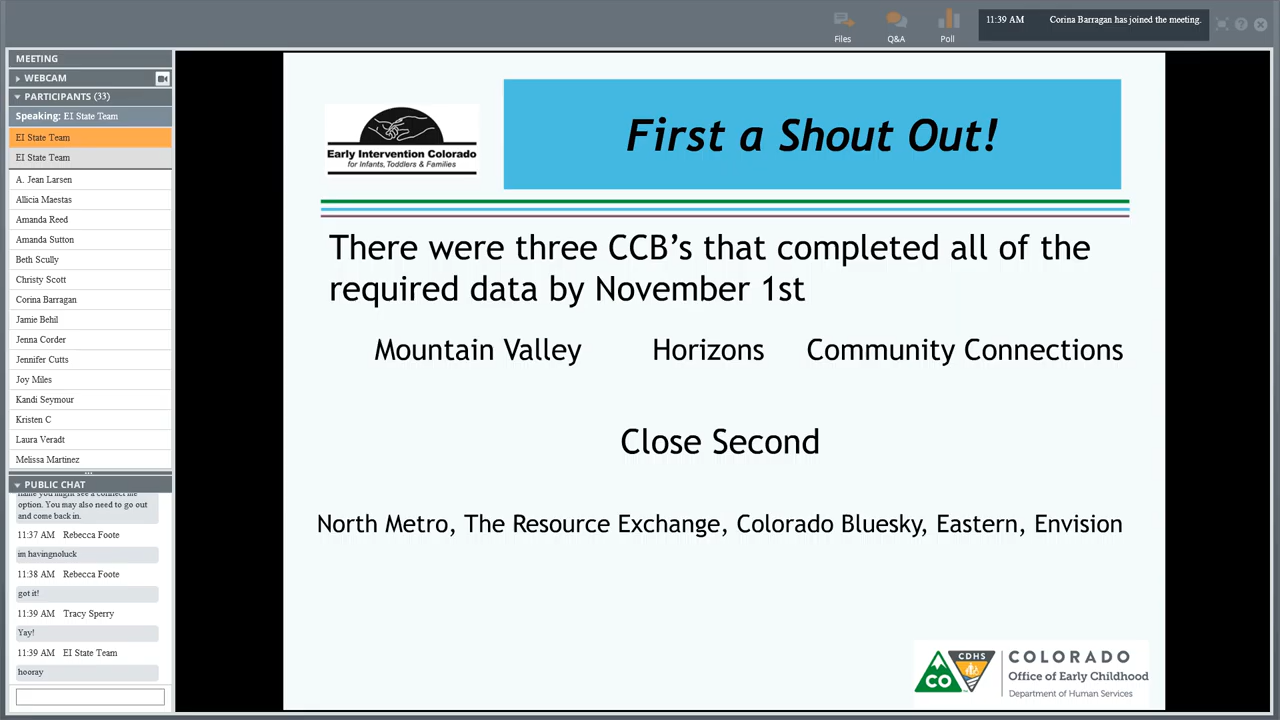 Files
Q&A
Poll
11:39 AM Corina Barragan has joined the meeting.
MEETING
WEBCAM
PARTICIPANTS (33)
Speaking: EI State Team
EI State Team
EI State Team
A. Jean Larsen
Allicia Maestas
Amanda Reed
Amanda Sutton
Beth Scully
Christy Scott
Corina Barragan
Jamie Behil
Jenna Corder
Jennifer Cutts
Joy Miles
Kandi Seymour
Kristen C
Laura Veradt
Melissa Martinez
PUBLIC CHAT
name you might see a connect me
option. You may also need to go out
and come back in.
11:37 AM Rebecca Foote
im havingnoluck
11:38 AM Rebecca Foote
got it!
11:39 AM Tracy Sperry
Yay!
11:39 AM EI State Team
hooray
Early Intervention Colorado
for Infants, Toddlers & Families
First a Shout Out!
There were three CCB's that completed all of the
required data by November 1st
Mountain Valley Horizons Community Connections
Close Second
North Metro, The Resource Exchange, Colorado Bluesky, Eastern, Envision
CO
CDHS
COLORADO
Office of Early Childhood
Department of Human Services